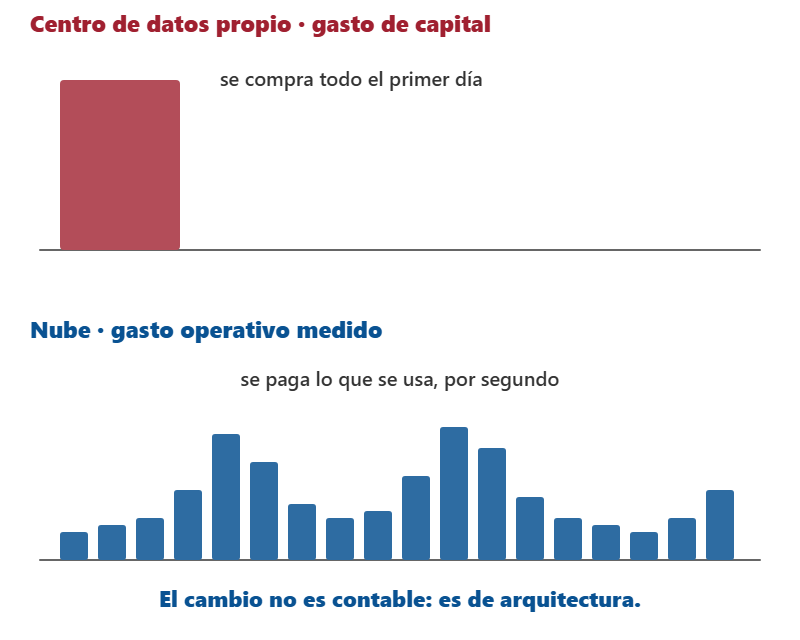 Centro de datos propio · gasto de capital
se compra todo el primer día
Nube · gasto operativo medido
se paga lo que se usa, por segundo
El cambio no es contable: es de arquitectura.